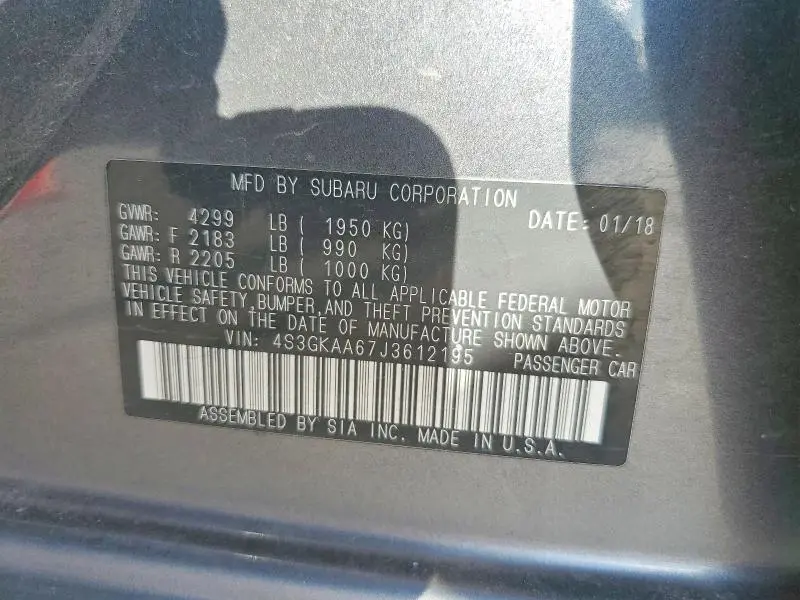 MFD BY SUBARU CORPORATION
GVWR: 4299 LB ( 1950 KG) DATE: 01/18
GAWR: F 2183 LB ( 990 KG)
GAWR: R 2205 LB ( 1000 KG)
THIS VEHICLE CONFORMS TO ALL APPLICABLE FEDERAL MOTOR
VEHICLE SAFETY,BUMPER,AND THEFT PREVENTION STANDARDS
IN EFFECT ON THE DATE OF MANUFACTURE SHOWN ABOVE.
VIN: 4S3GKAA67J3612195 PASSENGER CAR
ASSEMBLED BY SIA INC. MADE IN U.S.A.